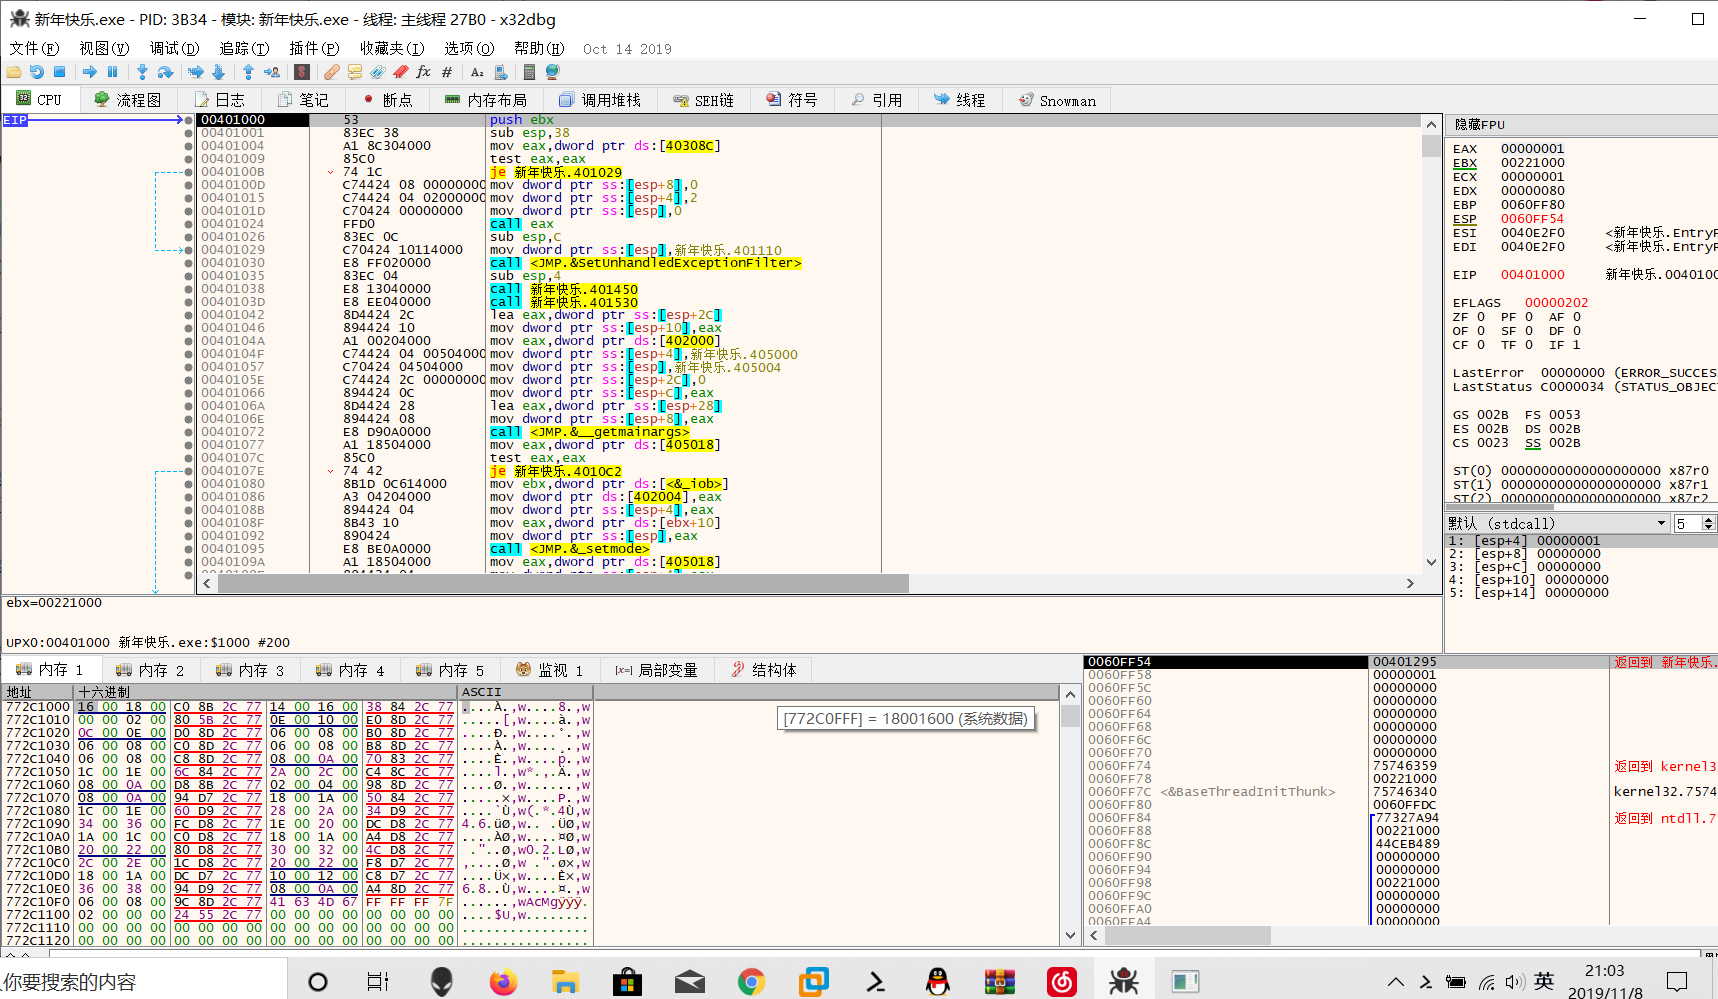 新年快乐.exe - PID: 3B34 - 模块: 新年快乐.exe - 线程: 主线程 27B0 - x32dbg
文件(F) 视图(V) 调试(D) 追踪(T) 插件(P) 收藏夹(I) 选项(O) 帮助(H) Oct 14 2019
CPU 流程图 日志 笔记 断点 内存布局 调用堆栈 SEH链 符号 引用 线程 Snowman
EIP
00401000 53 push ebx
00401001 83EC 38 sub esp,38
00401004 A1 8C304000 mov eax,dword ptr ds:[40308C]
00401009 85C0 test eax,eax
0040100B 74 1C je 新年快乐.401029
0040100D C74424 08 00000000 mov dword ptr ss:[esp+8],0
00401015 C74424 04 02000000 mov dword ptr ss:[esp+4],2
0040101D C70424 00000000 mov dword ptr ss:[esp],0
00401024 FFD0 call eax
00401026 83EC 0C sub esp,C
00401029 C70424 10114000 mov dword ptr ss:[esp],新年快乐.401110
00401030 E8 FF020000 call <JMP.&SetUnhandledExceptionFilter>
00401035 83EC 04 sub esp,4
00401038 E8 13040000 call 新年快乐.401450
0040103D E8 EE040000 call 新年快乐.401530
00401042 8D4424 2C lea eax,dword ptr ss:[esp+2C]
00401046 894424 10 mov dword ptr ss:[esp+10],eax
0040104A A1 00204000 mov eax,dword ptr ds:[402000]
0040104F C74424 04 00504000 mov dword ptr ss:[esp+4],新年快乐.405000
00401057 C70424 04504000 mov dword ptr ss:[esp],新年快乐.405004
0040105E C74424 2C 00000000 mov dword ptr ss:[esp+2C],0
00401066 894424 0C mov dword ptr ss:[esp+C],eax
0040106A 8D4424 28 lea eax,dword ptr ss:[esp+28]
0040106E 894424 08 mov dword ptr ss:[esp+8],eax
00401072 E8 D90A0000 call <JMP.&__getmainargs>
00401077 A1 18504000 mov eax,dword ptr ds:[405018]
0040107C 85C0 test eax,eax
0040107E 74 42 je 新年快乐.4010C2
00401080 8B1D 0C614000 mov ebx,dword ptr ds:[<&_iob>]
00401086 A3 04204000 mov dword ptr ds:[402004],eax
0040108B 894424 04 mov dword ptr ss:[esp+4],eax
0040108F 8B43 10 mov eax,dword ptr ds:[ebx+10]
00401092 890424 mov dword ptr ss:[esp],eax
00401095 E8 BE0A0000 call <JMP.&_setmode>
0040109A A1 18504000 mov eax,dword ptr ds:[405018]
隐藏FPU
EAX 00000001
EBX 00221000
ECX 00000001
EDX 00000080
EBP 0060FF80
ESP 0060FF54
ESI 0040E2F0 <新年快乐.EntryP
EDI 0040E2F0 <新年快乐.EntryP
EIP 00401000 新年快乐.0040100
EFLAGS 00000202
ZF 0 PF 0 AF 0
OF 0 SF 0 DF 0
CF 0 TF 0 IF 1
LastError 00000000 (ERROR_SUCCES
LastStatus C0000034 (STATUS_OBJEC
GS 002B FS 0053
ES 002B DS 002B
CS 0023 SS 002B
ST(0) 00000000000000000000 x87r0
ST(1) 00000000000000000000 x87r1
ST(2) 00000000000000000000 x87r2
默认 (stdcall) 5
1: [esp+4] 00000001
2: [esp+8] 00000000
3: [esp+C] 00000000
4: [esp+10] 00000000
5: [esp+14] 00000000
ebx=00221000
UPX0:00401000 新年快乐.exe:$1000 #200
内存 1 内存 2 内存 3 内存 4 内存 5 监视 1 [x=] 局部变量 结构体
地址 十六进制 ASCII
772C1000 16 00 18 00 C0 8B 2C 77 14 00 16 00 38 84 2C 77 ....À.,w....8.,w
772C1010 00 00 02 00 80 5B 2C 77 0E 00 10 00 E0 8D 2C 77 .....[,w....à.,w
772C1020 0C 00 0E 00 D0 8D 2C 77 06 00 08 00 B0 8D 2C 77 ....Ð.,w....°.,w
772C1030 06 00 08 00 C0 8D 2C 77 06 00 08 00 B8 8D 2C 77 ....À.,w....¸.,w
772C1040 06 00 08 00 C8 8D 2C 77 08 00 0A 00 70 83 2C 77 ....È.,w....p.,w
772C1050 1C 00 1E 00 6C 84 2C 77 2A 00 2C 00 C4 8C 2C 77 ....l.,w*.,.Ä.,w
772C1060 08 00 0A 00 D8 8B 2C 77 02 00 04 00 98 8D 2C 77 ....Ø.,w......,w
772C1070 08 00 0A 00 94 D7 2C 77 18 00 1A 00 50 84 2C 77 .....×,w....P.,w
772C1080 1C 00 1E 00 60 D9 2C 77 28 00 2A 00 34 D9 2C 77 ....`Ù,w(.*.4Ù,w
772C1090 34 00 36 00 FC D8 2C 77 1E 00 20 00 DC D8 2C 77 4.6.üØ,w.. .ÜØ,w
772C10A0 1A 00 1C 00 C0 D8 2C 77 18 00 1A 00 A4 D8 2C 77 ....ÀØ,w....¤Ø,w
772C10B0 20 00 22 00 80 D8 2C 77 30 00 32 00 4C D8 2C 77  ."..Ø,w0.2.LØ,w
772C10C0 2C 00 2E 00 1C D8 2C 77 20 00 22 00 F8 D7 2C 77 ,....Ø,w .".ø×,w
772C10D0 18 00 1A 00 DC D7 2C 77 10 00 12 00 C8 D7 2C 77 ....Ü×,w....È×,w
772C10E0 36 00 38 00 94 D9 2C 77 08 00 0A 00 A4 8D 2C 77 6.8..Ù,w....¤.,w
772C10F0 06 00 08 00 9C 8D 2C 77 41 63 4D 67 FF FF FF 7F ......,wAcMgÿÿÿ.
772C1100 02 00 00 00 24 55 2C 77 00 00 00 00 00 00 00 00 ....$U,w........
772C1110 00 00 00 00 00 00 00 00 00 00 00 00 00 00 00 00 ................
772C1120 00 00 00 00 00 00 00 00 00 00 00 00 00 00 00 00 ................
[772C0FFF] = 18001600 (系统数据)
0060FF54 00401295 返回到 新年快乐.
0060FF58 00000001
0060FF5C 00000000
0060FF60 00000000
0060FF64 00000000
0060FF68 00000000
0060FF6C 00000000
0060FF70 00000000
0060FF74 75746359 返回到 kernel3
0060FF78 00221000
0060FF7C <&BaseThreadInitThunk> 75746340 kernel32.7574
0060FF80 0060FFDC
0060FF84 77327A94 返回到 ntdll.7
0060FF88 00221000
0060FF8C 44CEB489
0060FF90 00000000
0060FF94 00000000
0060FF98 00221000
0060FF9C 00000000
0060FFA0 00000000
0060FFA4 00000000
你要搜索的内容
英
21:03
2019/11/8